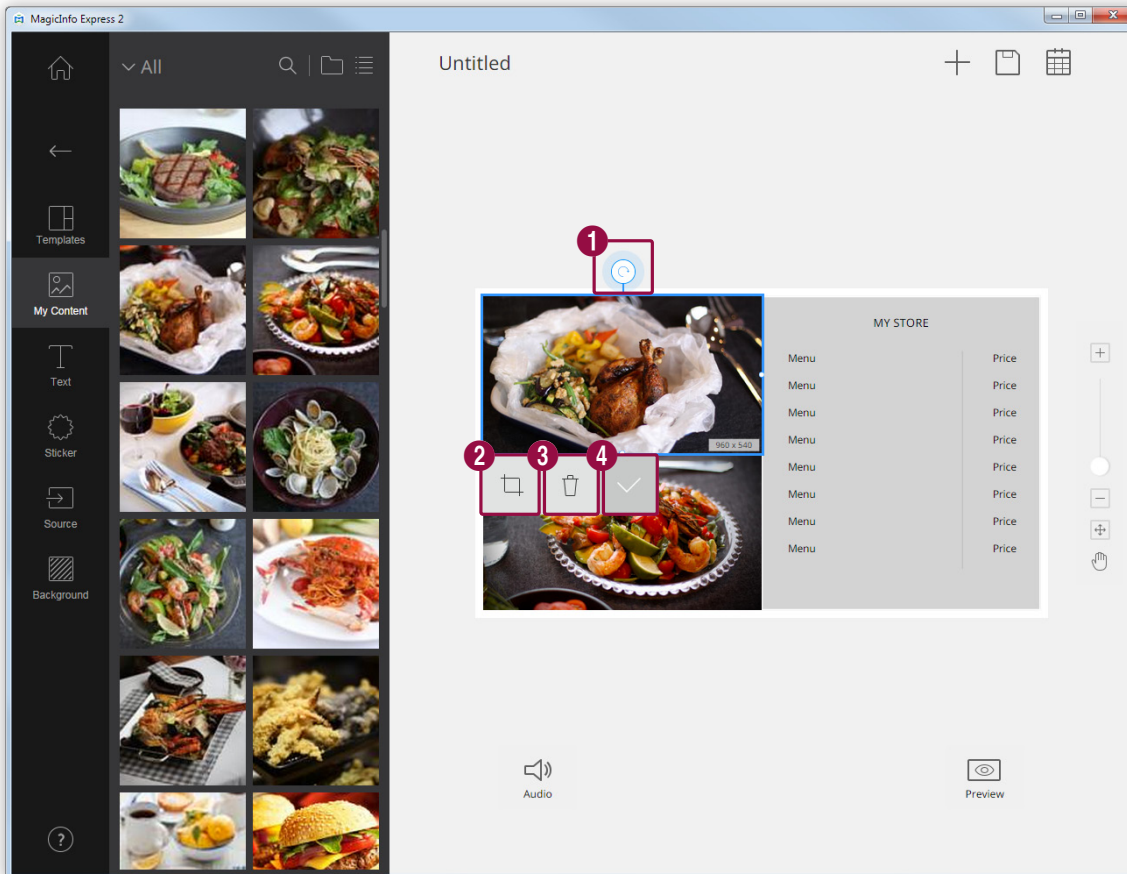 MagicInfo Express 2
All
Untitled
Templates
My Content
Text
Sticker
Source
Background
?
1
MY STORE
Menu Price
Menu Price
Menu Price
Menu Price
960 x 540
2
3
4
Menu Price
Menu Price
Menu Price
Menu Price
Audio
Preview